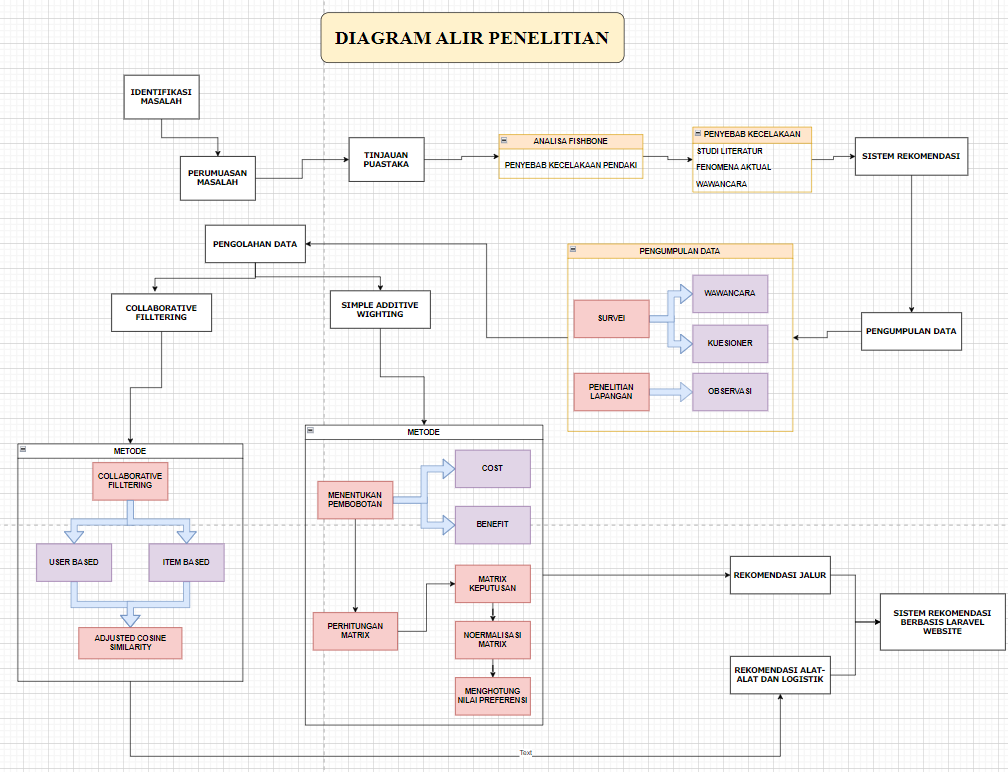 DIAGRAM ALIR PENELITIAN
IDENTIFIKASI
MASALAH
PERUMUASAN
MASALAH
TINJAUAN
PUASTAKA
ANALISA FISHBONE
PENYEBAB KECELAKAAN PENDAKI
PENYEBAB KECELAKAAN
STUDI LITERATUR
FENOMENA AKTUAL
WAWANCARA
SISTEM REKOMENDASI
PENGUMPULAN DATA
PENGUMPULAN DATA
SURVEI
WAWANCARA
KUESIONER
PENELITIAN
LAPANGAN
OBSERVASI
PENGOLAHAN DATA
COLLABORATIVE
FILLTERING
SIMPLE ADDITIVE
WIGHTING
METODE
COLLABORATIVE
FILLTERING
USER BASED
ITEM BASED
ADJUSTED COSINE
SIMILARITY
METODE
MENENTUKAN
PEMBOBOTAN
COST
BENEFIT
PERHITUNGAN
MATRIX
MATRIX
KEPUTUSAN
NOERMALISASI
MATRIX
MENGHOTUNG
NILAI PREFERENSI
REKOMENDASI JALUR
REKOMENDASI ALAT-
ALAT DAN LOGISTIK
SISTEM REKOMENDASI
BERBASIS LARAVEL
WEBSITE
Text